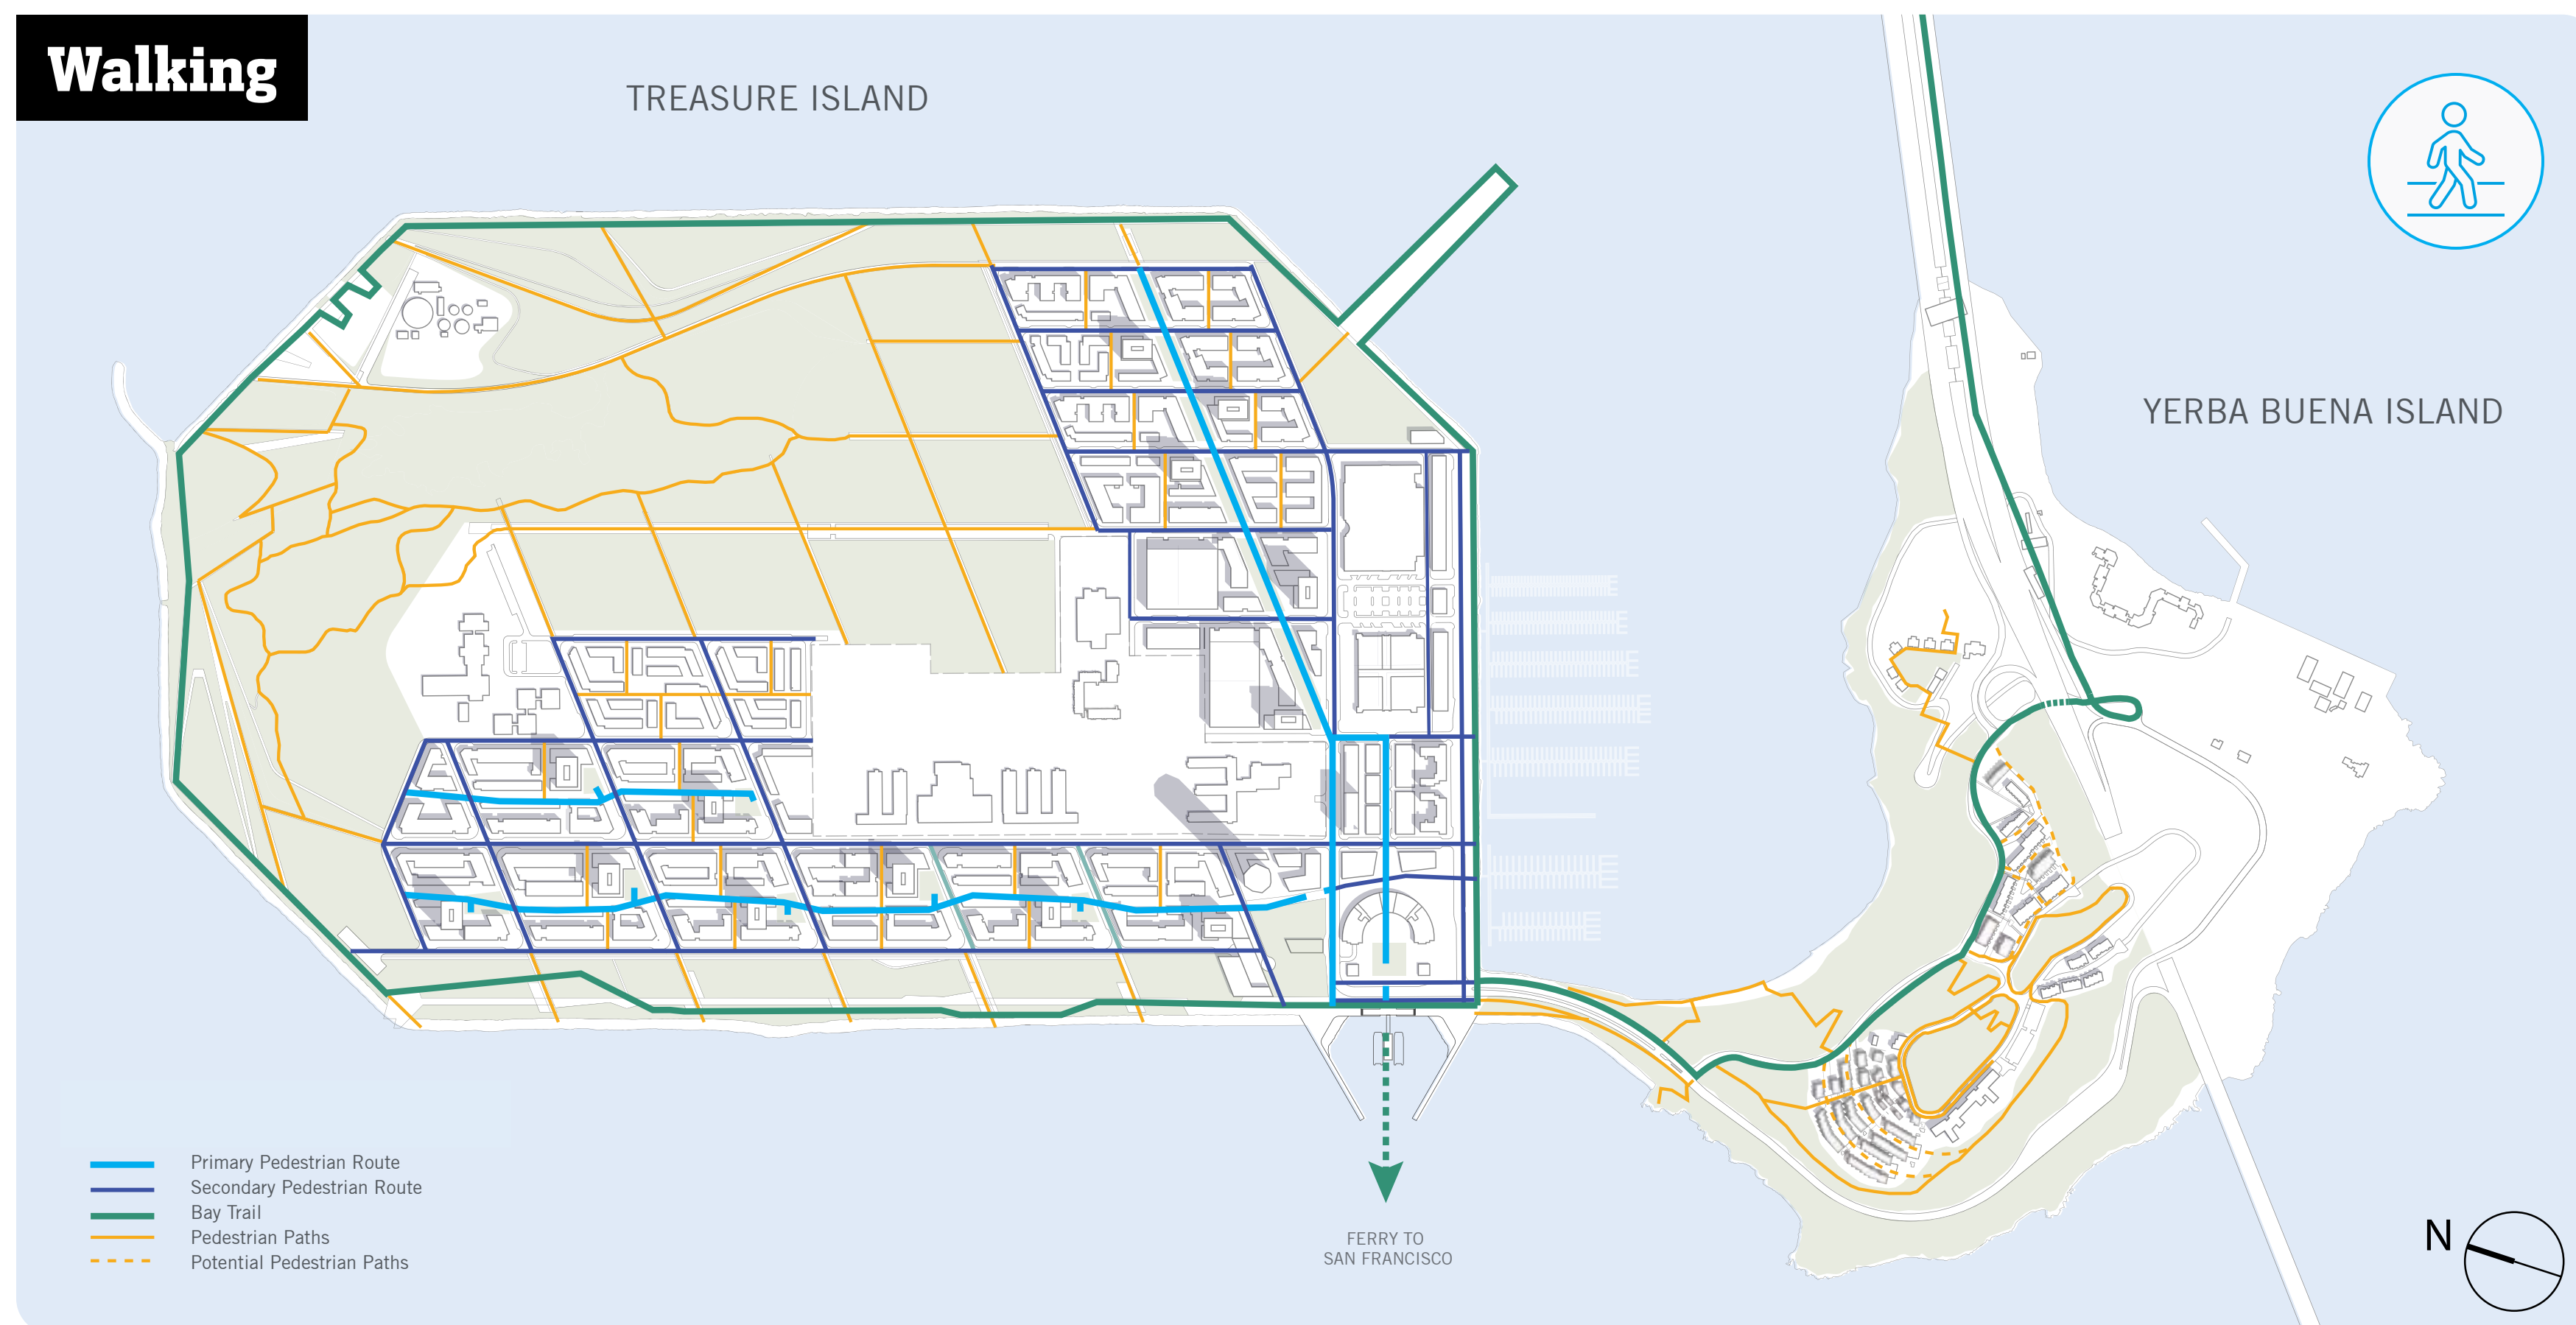 Walking
TREASURE ISLAND
YERBA BUENA ISLAND
Primary Pedestrian Route
Secondary Pedestrian Route
Bay Trail
Pedestrian Paths
Potential Pedestrian Paths
FERRY TO
SAN FRANCISCO
N